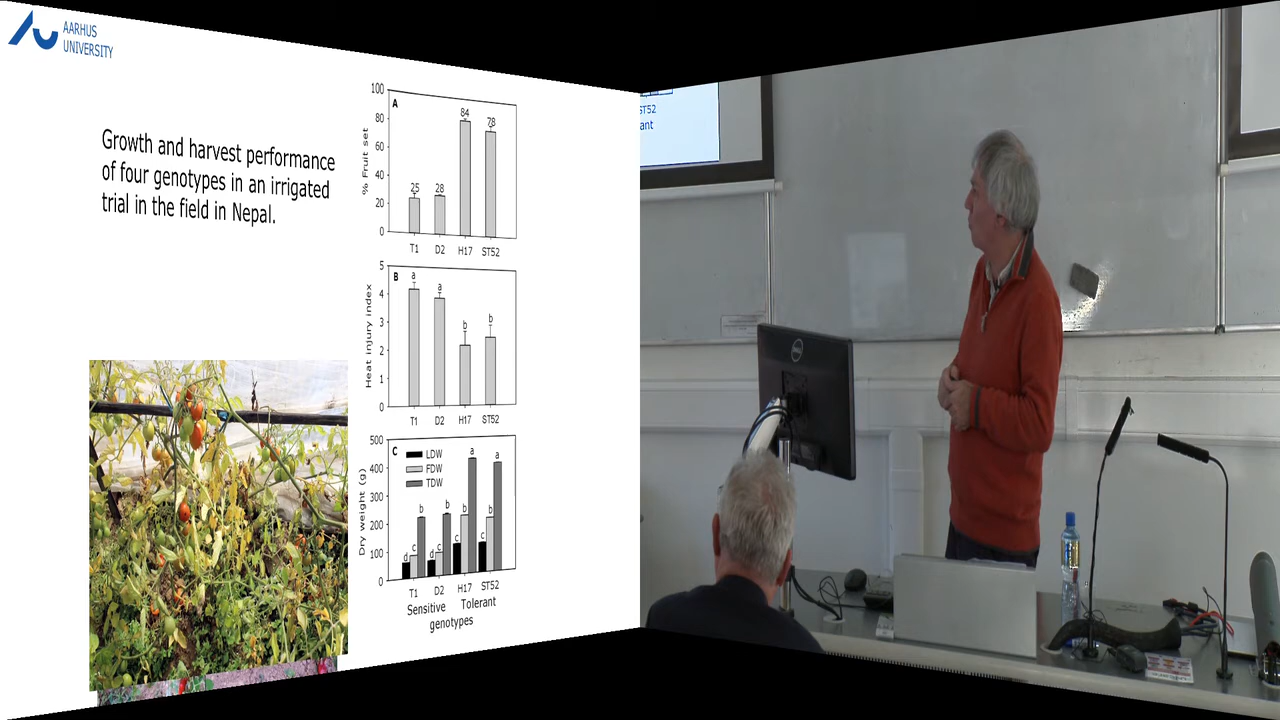 AARHUS
UNIVERSITY
Growth and harvest performance
of four genotypes in an irrigated
trial in the field in Nepal.
100
80
60
40
20
0
% Fruit set
A
25
28
84
78
T1 D2 H17 ST52
5
4
3
2
1
0
Heat injury index
B
a
a
b
b
T1 D2 H17 ST52
500
400
300
200
100
0
Dry weight (g)
C
LDW
FDW
TDW
d c b
d c b
c b a
c b a
T1 D2 H17 ST52
Sensitive Tolerant
genotypes
ST52
ant
DELL